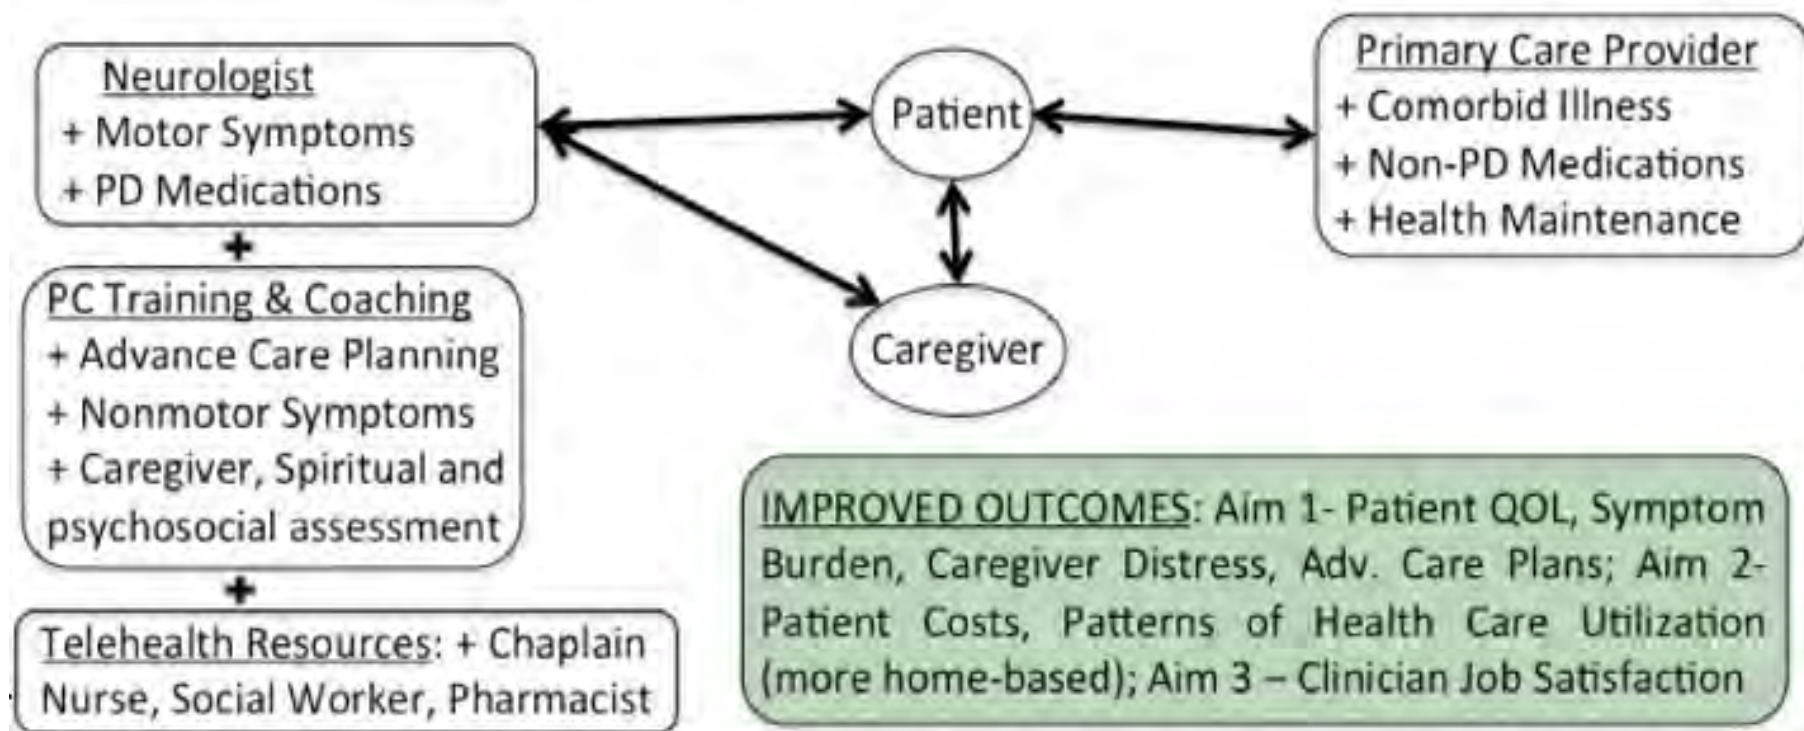 Neurologist
+ Motor Symptoms
+ PD Medications
+
PC Training & Coaching
+ Advance Care Planning
+ Nonmotor Symptoms
+ Caregiver, Spiritual and
psychosocial assessment
+
Telehealth Resources: + Chaplain
Nurse, Social Worker, Pharmacist
Patient
Caregiver
Primary Care Provider
+ Comorbid Illness
+ Non-PD Medications
+ Health Maintenance
IMPROVED OUTCOMES: Aim 1- Patient QOL, Symptom
Burden, Caregiver Distress, Adv. Care Plans; Aim 2-
Patient Costs, Patterns of Health Care Utilization
(more home-based); Aim 3 – Clinician Job Satisfaction